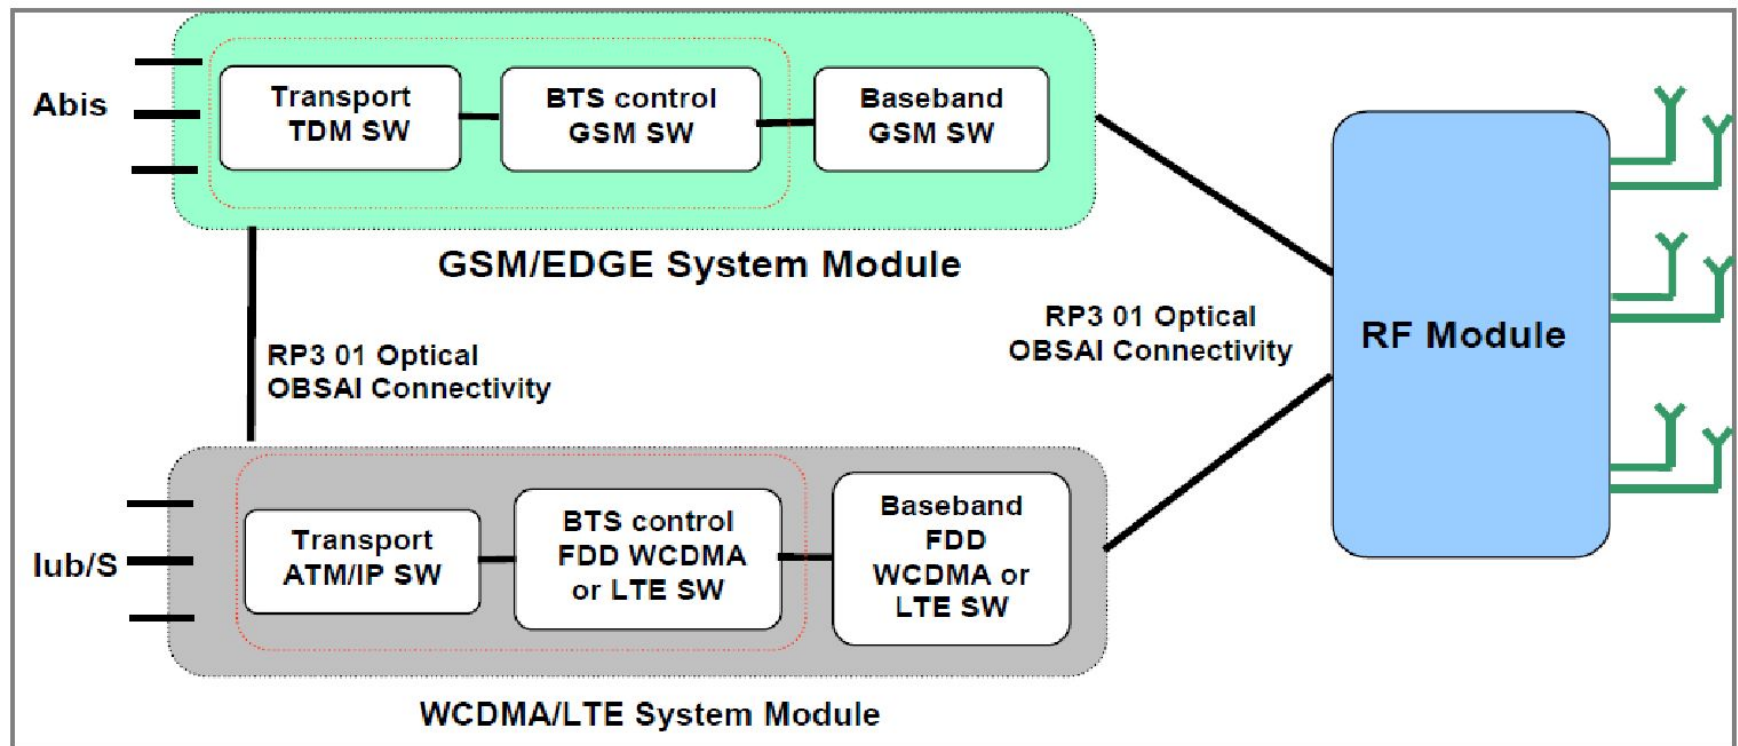 Abis
Transport
TDM SW
BTS control
GSM SW
Baseband
GSM SW
GSM/EDGE System Module
RP3 01 Optical
OBSAI Connectivity
RP3 01 Optical
OBSAI Connectivity
RF Module
Iub/S
Transport
ATM/IP SW
BTS control
FDD WCDMA
or LTE SW
Baseband
FDD
WCDMA or
LTE SW
WCDMA/LTE System Module